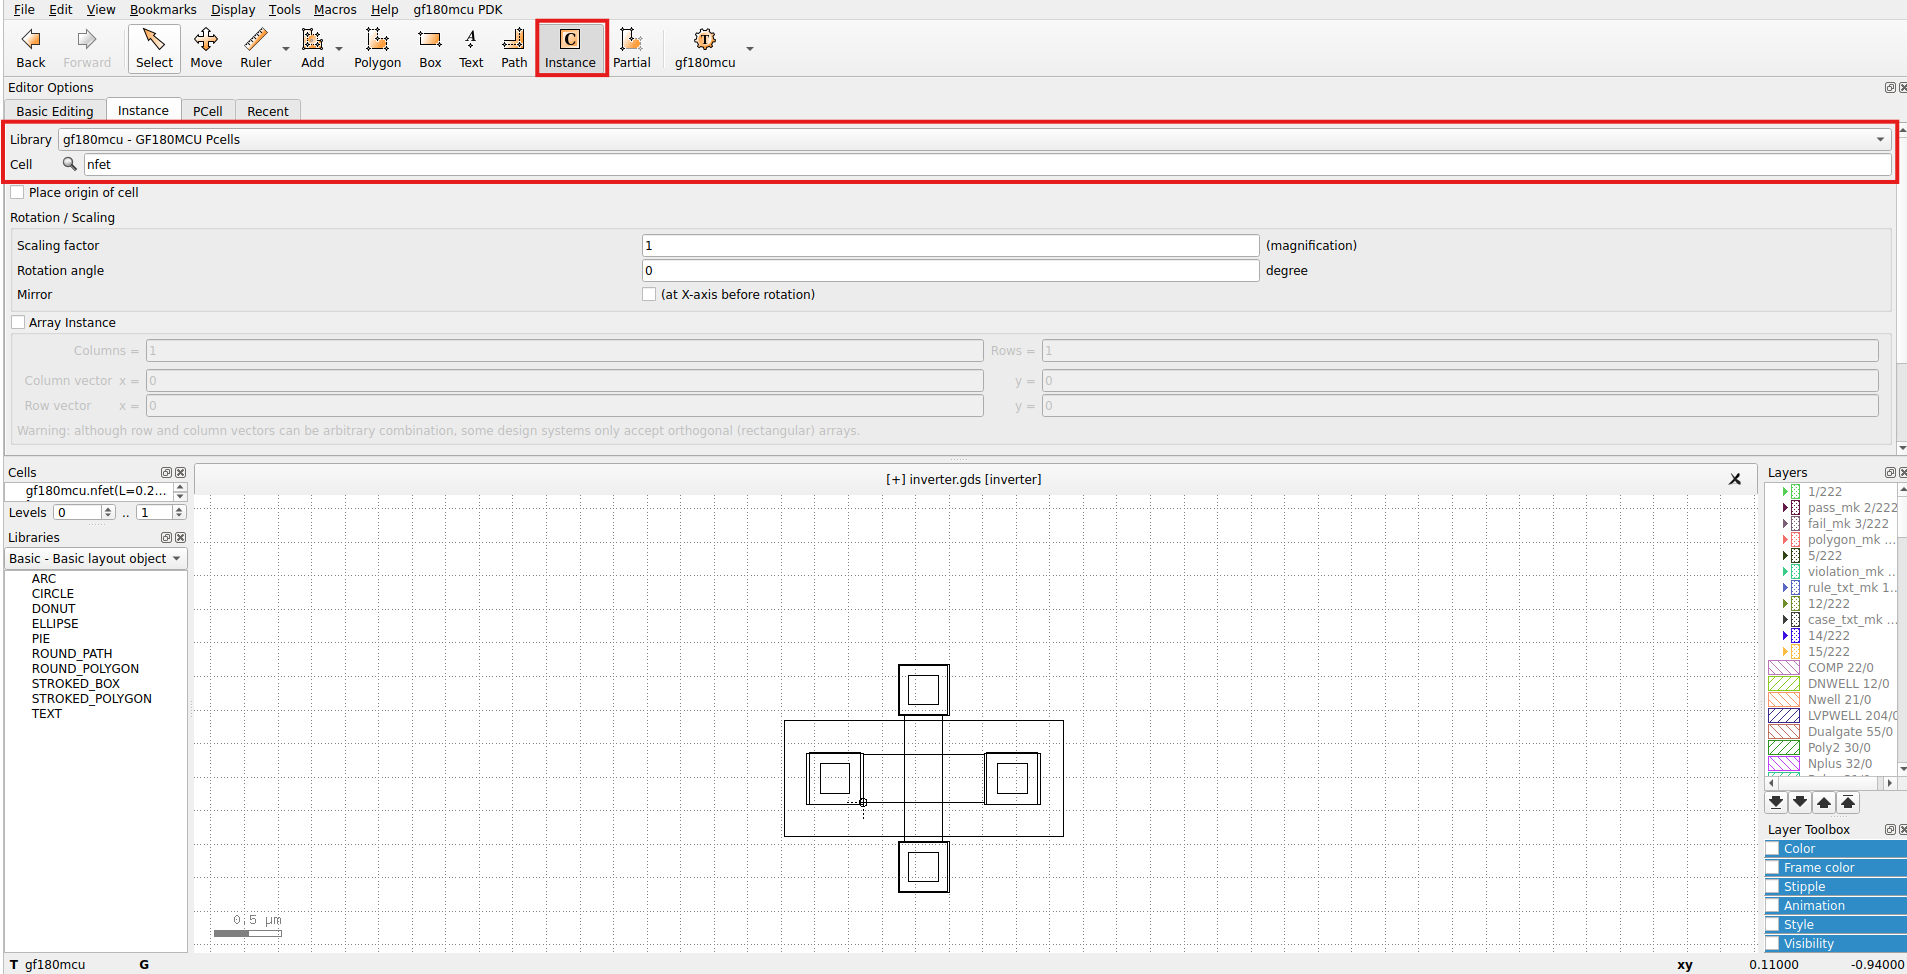 File Edit View Bookmarks Display Tools Macros Help gf180mcu PDK
Back Forward Select Move Ruler Add Polygon Box Text Path Instance Partial gf180mcu
Editor Options
Basic Editing Instance PCell Recent
Library gf180mcu - GF180MCU Pcells
Cell nfet
Place origin of cell
Rotation / Scaling
Scaling factor 1 (magnification)
Rotation angle 0 degree
Mirror (at X-axis before rotation)
Array Instance
Columns = 1 Rows = 1
Column vector x = 0 y = 0
Row vector x = 0 y = 0
Warning: although row and column vectors can be arbitrary combination, some design systems only accept orthogonal (rectangular) arrays.
Cells
gf180mcu.nfet(L=0.2...
Levels 0 .. 1
Libraries
Basic - Basic layout object
ARC
CIRCLE
DONUT
ELLIPSE
PIE
ROUND_PATH
ROUND_POLYGON
STROKED_BOX
STROKED_POLYGON
TEXT
[+] inverter.gds [inverter]
0.5 µm
Layers
1/222
pass_mk 2/222
fail_mk 3/222
polygon_mk ...
5/222
violation_mk ..
rule_txt_mk 1..
12/222
case_txt_mk ...
14/222
15/222
COMP 22/0
DNWELL 12/0
Nwell 21/0
LVPWELL 204/0
Dualgate 55/0
Poly2 30/0
Nplus 32/0
Layer Toolbox
Color
Frame color
Stipple
Animation
Style
Visibility
T gf180mcu G xy 0.11000 -0.94000